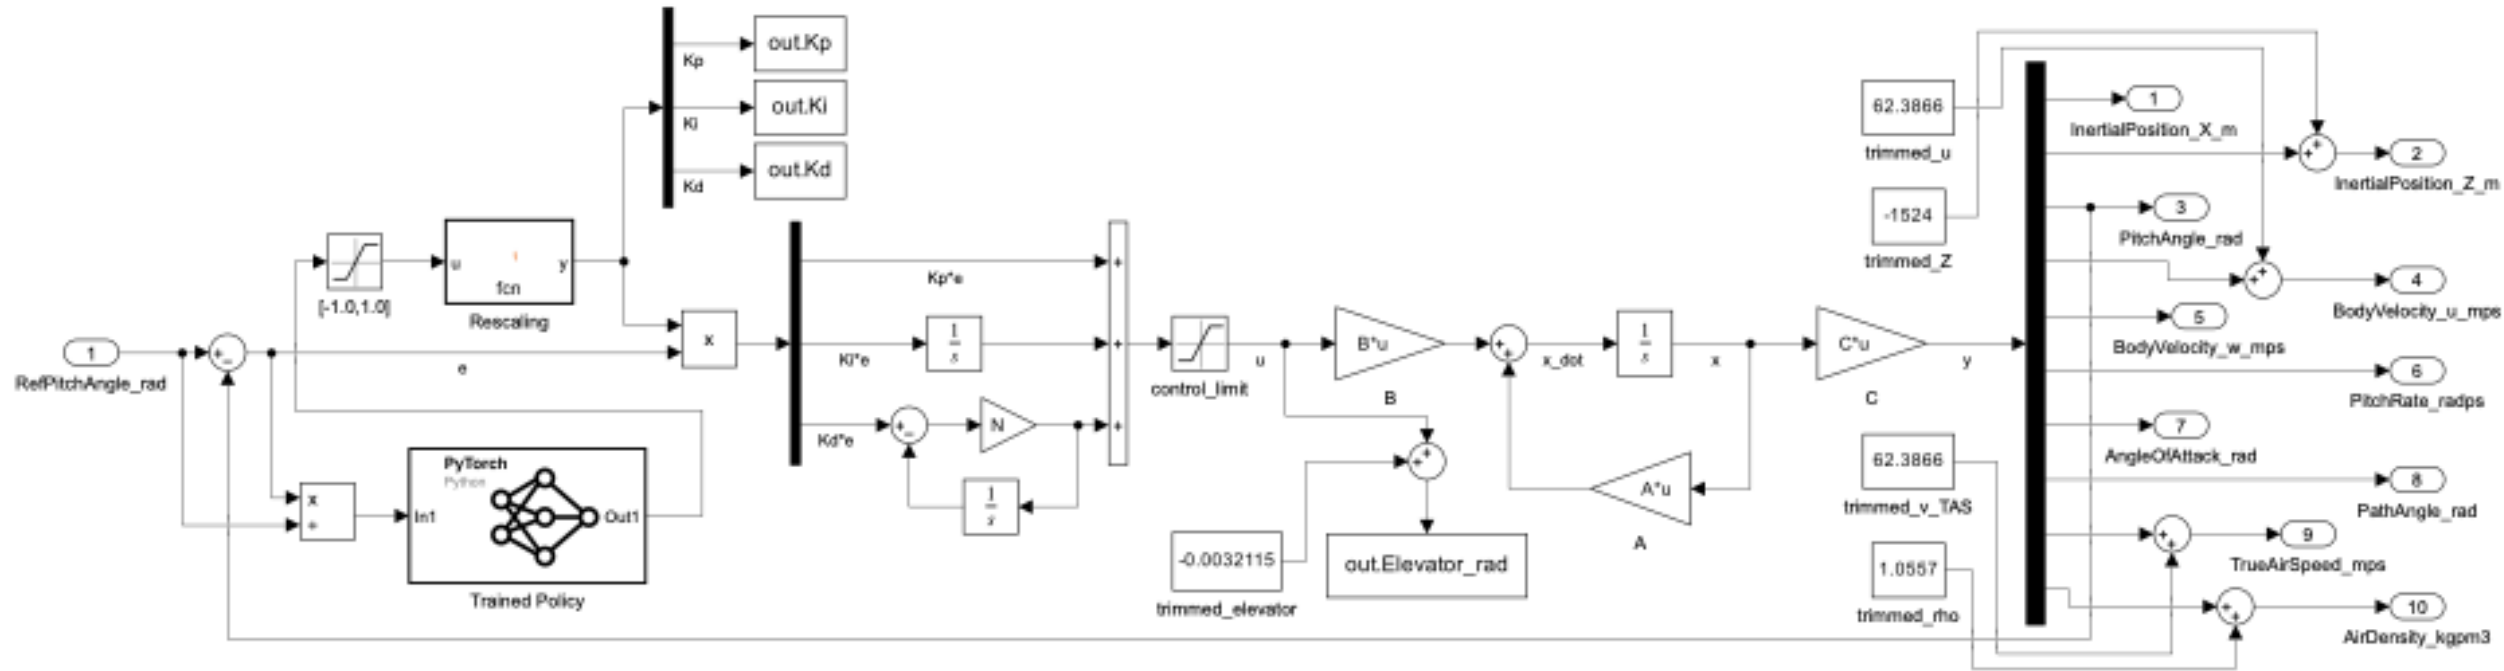 Kp
out.Kp
Ki
out.Ki
Kd
out.Kd
[-1.0,1.0]
u
fcn
y
Rescaling
1
RefPitchAngle_rad
+
-
e
x
x
÷
PyTorch
Python
In1
Out1
Trained Policy
Kp*e
Ki*e
1
s
Kd*e
+
-
N
1
s
+
+
+
control_limit
u
B*u
B
+
+
x_dot
1
s
x
A*u
A
C*u
C
y
-0.0032115
trimmed_elevator
+
+
out.Elevator_rad
62.3866
trimmed_u
-1524
trimmed_Z
62.3866
trimmed_v_TAS
1.0557
trimmed_rho
1
InertialPosition_X_m
+
+
2
InertialPosition_Z_m
3
PitchAngle_rad
+
+
4
BodyVelocity_u_mps
5
BodyVelocity_w_mps
6
PitchRate_radps
7
AngleOfAttack_rad
8
PathAngle_rad
+
+
9
TrueAirSpeed_mps
+
+
10
AirDensity_kgpm3